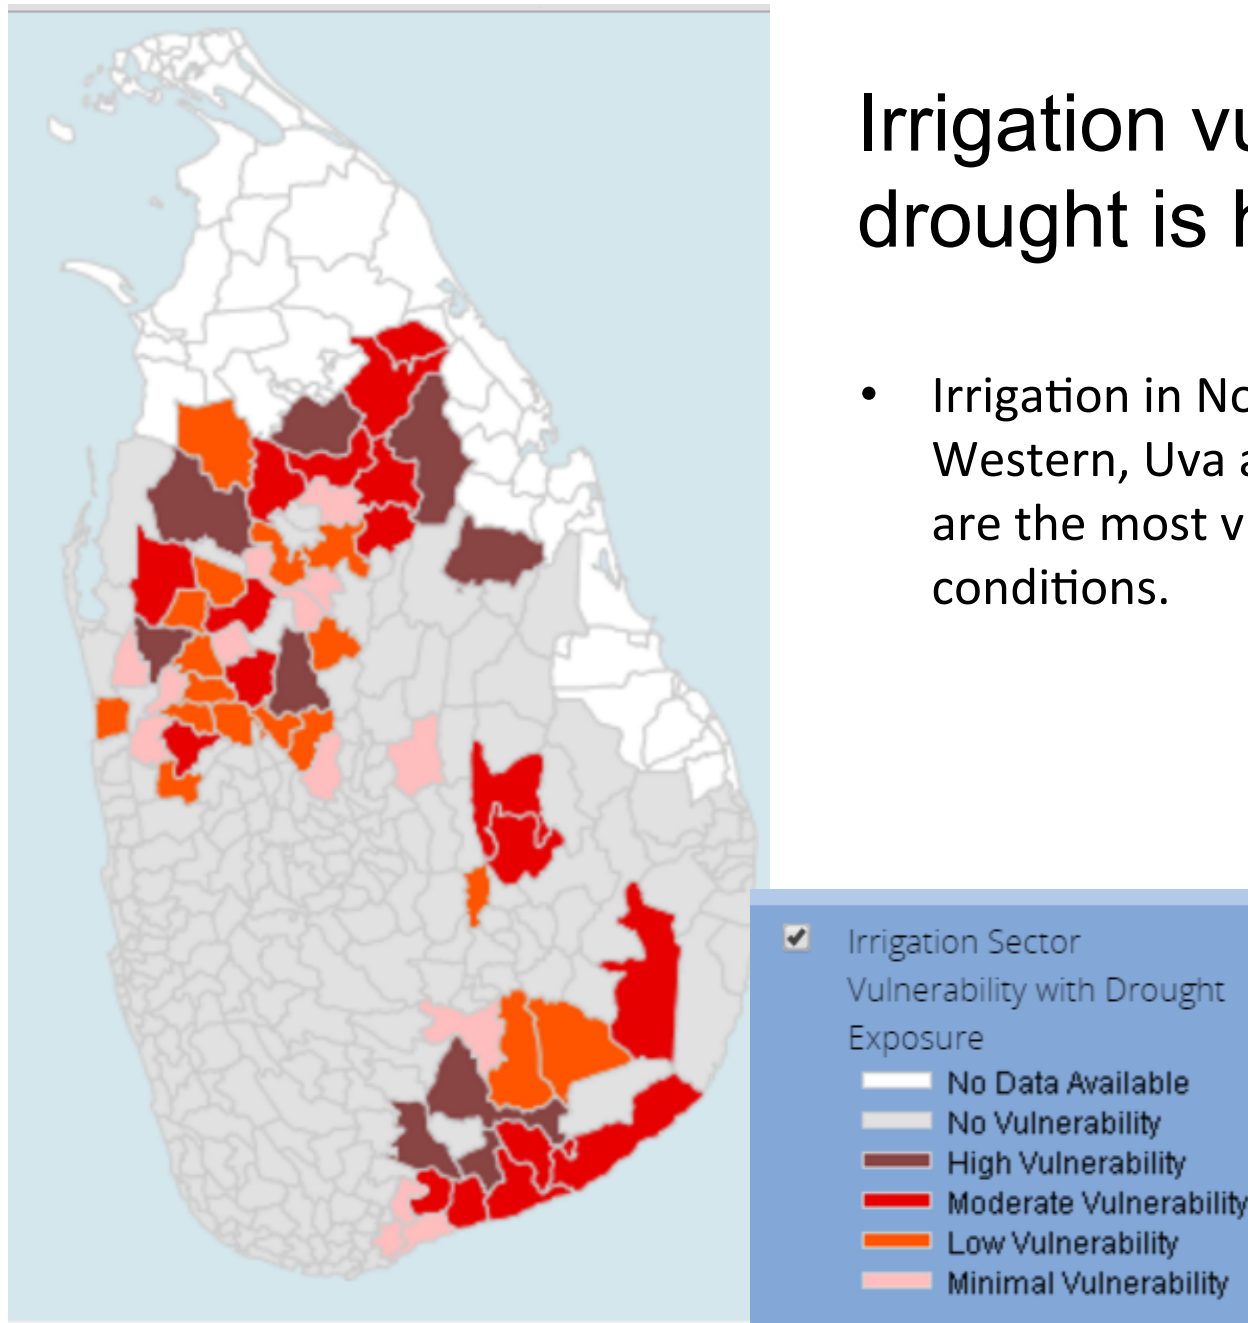 Irrigation vu
drought is h
• Irrigation in No
Western, Uva a
are the most v
conditions.
Irrigation Sector
Vulnerability with Drought
Exposure
No Data Available
No Vulnerability
High Vulnerability
Moderate Vulnerability
Low Vulnerability
Minimal Vulnerability